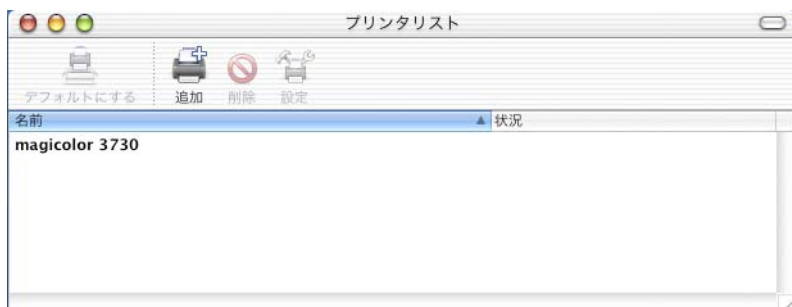 プリンタリスト
デフォルトにする 追加 削除 設定
名前 状況
magicolor 3730